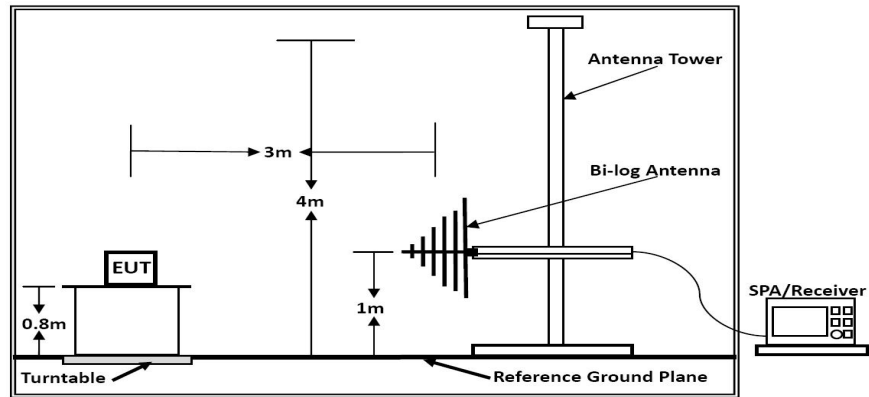 Antenna Tower
3m
Bi-log Antenna
4m
EUT
SPA/Receiver
1m
0.8m
Turntable
Reference Ground Plane